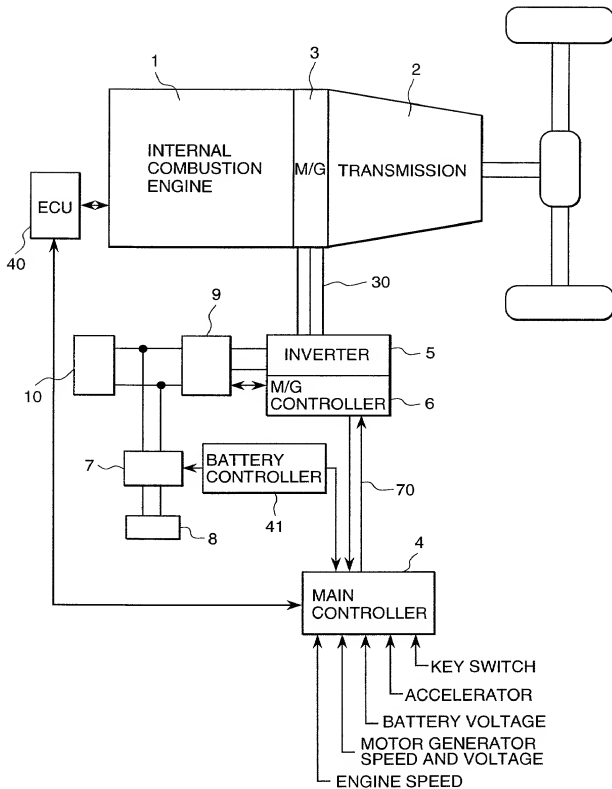 1
3
2
INTERNAL
COMBUSTION
ENGINE
M/G
TRANSMISSION
ECU
40
30
9
INVERTER
5
10
M/G
CONTROLLER
6
7
BATTERY
CONTROLLER
41
70
8
4
MAIN
CONTROLLER
KEY SWITCH
ACCELERATOR
BATTERY VOLTAGE
MOTOR GENERATOR
SPEED AND VOLTAGE
ENGINE SPEED